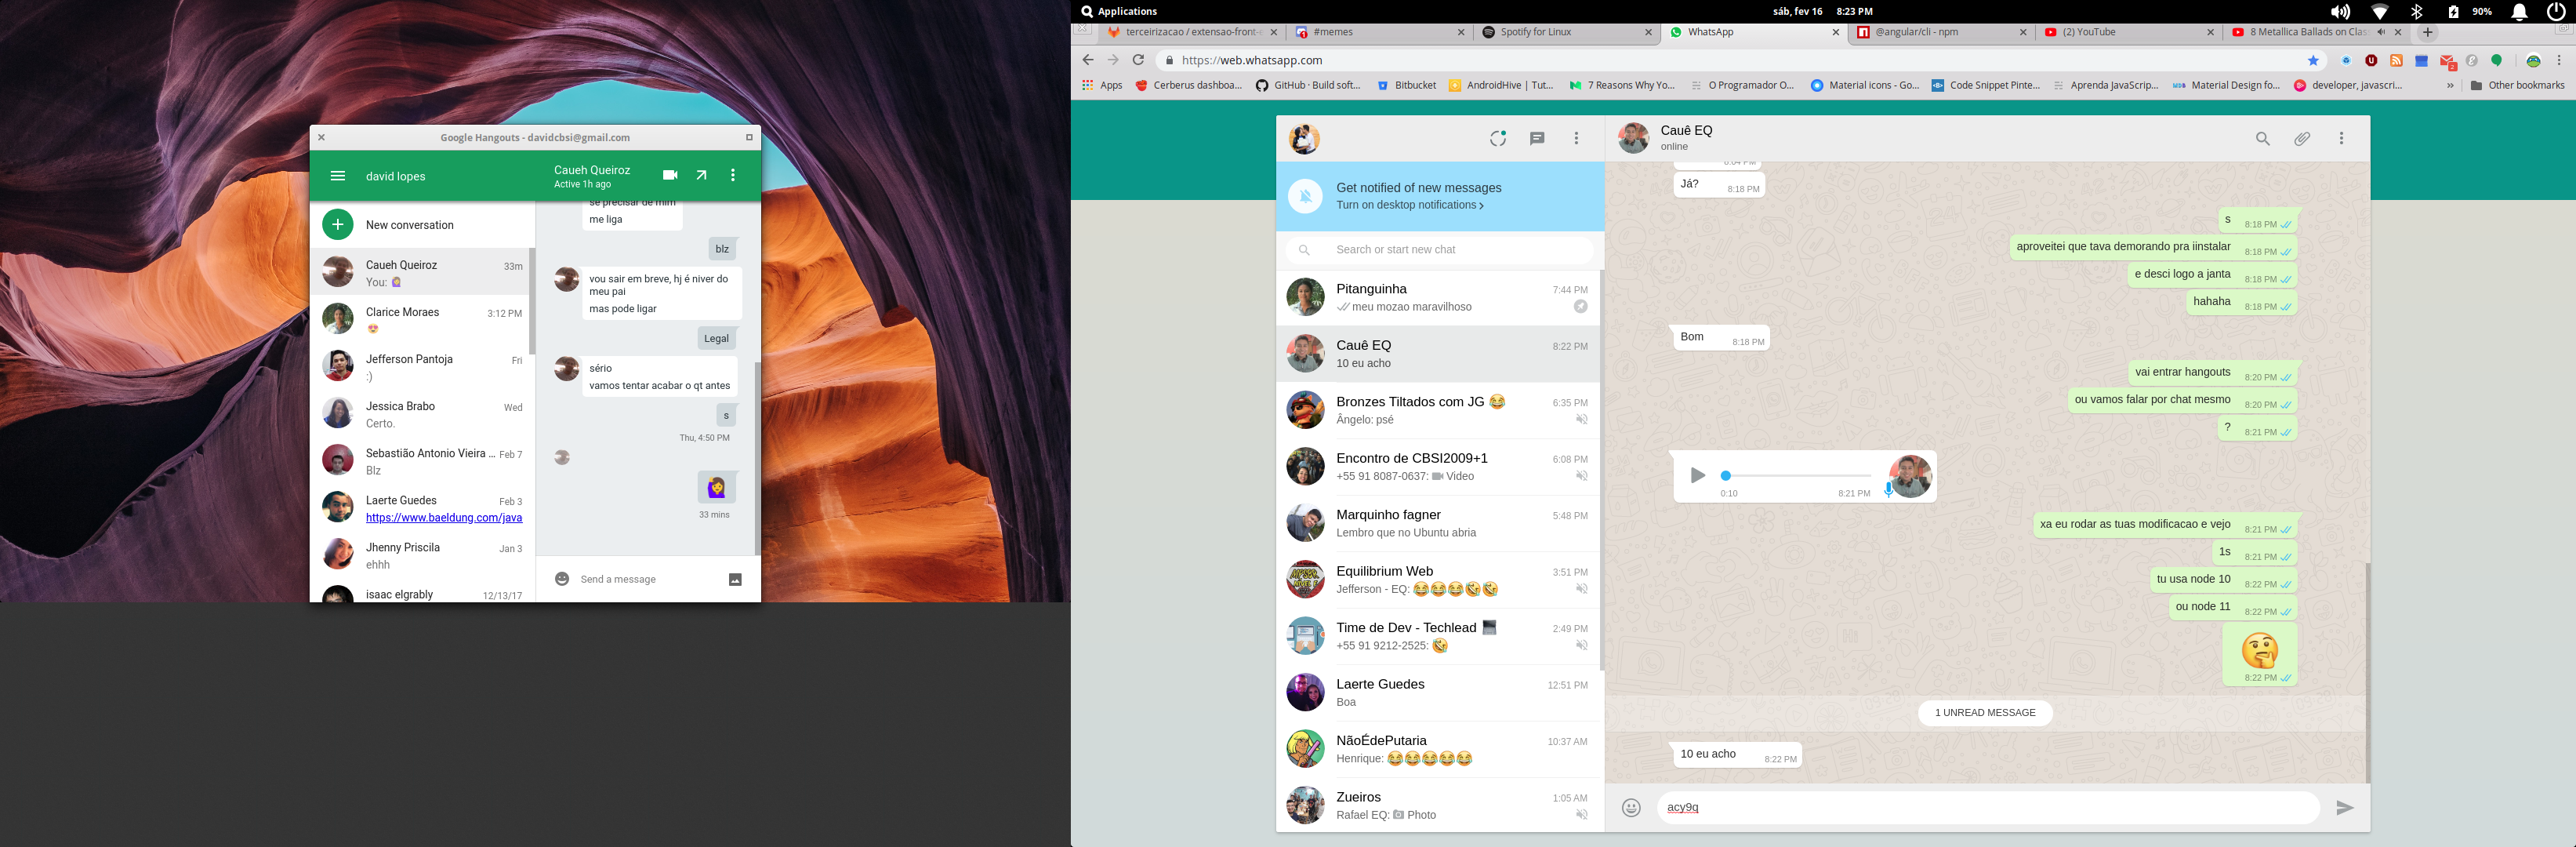 Applications
sáb, fev 16 8:23 PM
90%
terceirizacao / extensao-front-e
#memes
Spotify for Linux
WhatsApp
@angular/cli - npm
(2) YouTube
8 Metallica Ballads on Clas
https://web.whatsapp.com
Apps
Cerberus dashboa...
GitHub · Build soft...
Bitbucket
AndroidHive | Tut...
7 Reasons Why Yo...
O Programador O...
Material icons - Go...
Code Snippet Pinte...
Aprenda JavaScrip...
Material Design fo...
developer, javascri...
»
Other bookmarks
Google Hangouts - davidcbsi@gmail.com
david lopes
Caueh Queiroz
Active 1h ago
New conversation
Caueh Queiroz 33m
You: 🙋
Clarice Moraes 3:12 PM
😍
Jefferson Pantoja Fri
:)
Jessica Brabo Wed
Certo.
Sebastião Antonio Vieira ... Feb 7
Blz
Laerte Guedes Feb 3
https://www.baeldung.com/java
Jhenny Priscila Jan 3
ehhh
isaac elgrably 12/13/17
se precisar de mim
me liga
blz
vou sair em breve, hj é niver do
meu pai
mas pode ligar
Legal
sério
vamos tentar acabar o qt antes
s
Thu, 4:50 PM
🙋
33 mins
Send a message
Get notified of new messages
Turn on desktop notifications ›
Search or start new chat
Pitanguinha 7:44 PM
meu mozao maravilhoso
Cauê EQ 8:22 PM
10 eu acho
Bronzes Tiltados com JG 😂 6:35 PM
Ângelo: psé
Encontro de CBSI2009+1 6:08 PM
+55 91 8087-0637: Video
Marquinho fagner 5:48 PM
Lembro que no Ubuntu abria
Equilibrium Web 3:51 PM
Jefferson - EQ: 😂😂😂🤣🤣
Time de Dev - Techlead 💻 2:49 PM
+55 91 9212-2525: 🤣
Laerte Guedes 12:51 PM
Boa
NãoÉdePutaria 10:37 AM
Henrique: 😂😂😂😂😂
Zueiros 1:05 AM
Rafael EQ: Photo
Cauê EQ
online
Já? 8:18 PM
s 8:18 PM
aproveitei que tava demorando pra iinstalar 8:18 PM
e desci logo a janta 8:18 PM
hahaha 8:18 PM
Bom 8:18 PM
vai entrar hangouts 8:20 PM
ou vamos falar por chat mesmo 8:20 PM
? 8:21 PM
0:10 8:21 PM
xa eu rodar as tuas modificacao e vejo 8:21 PM
1s 8:21 PM
tu usa node 10 8:22 PM
ou node 11 8:22 PM
🤔
8:22 PM
1 UNREAD MESSAGE
10 eu acho 8:22 PM
acy9q